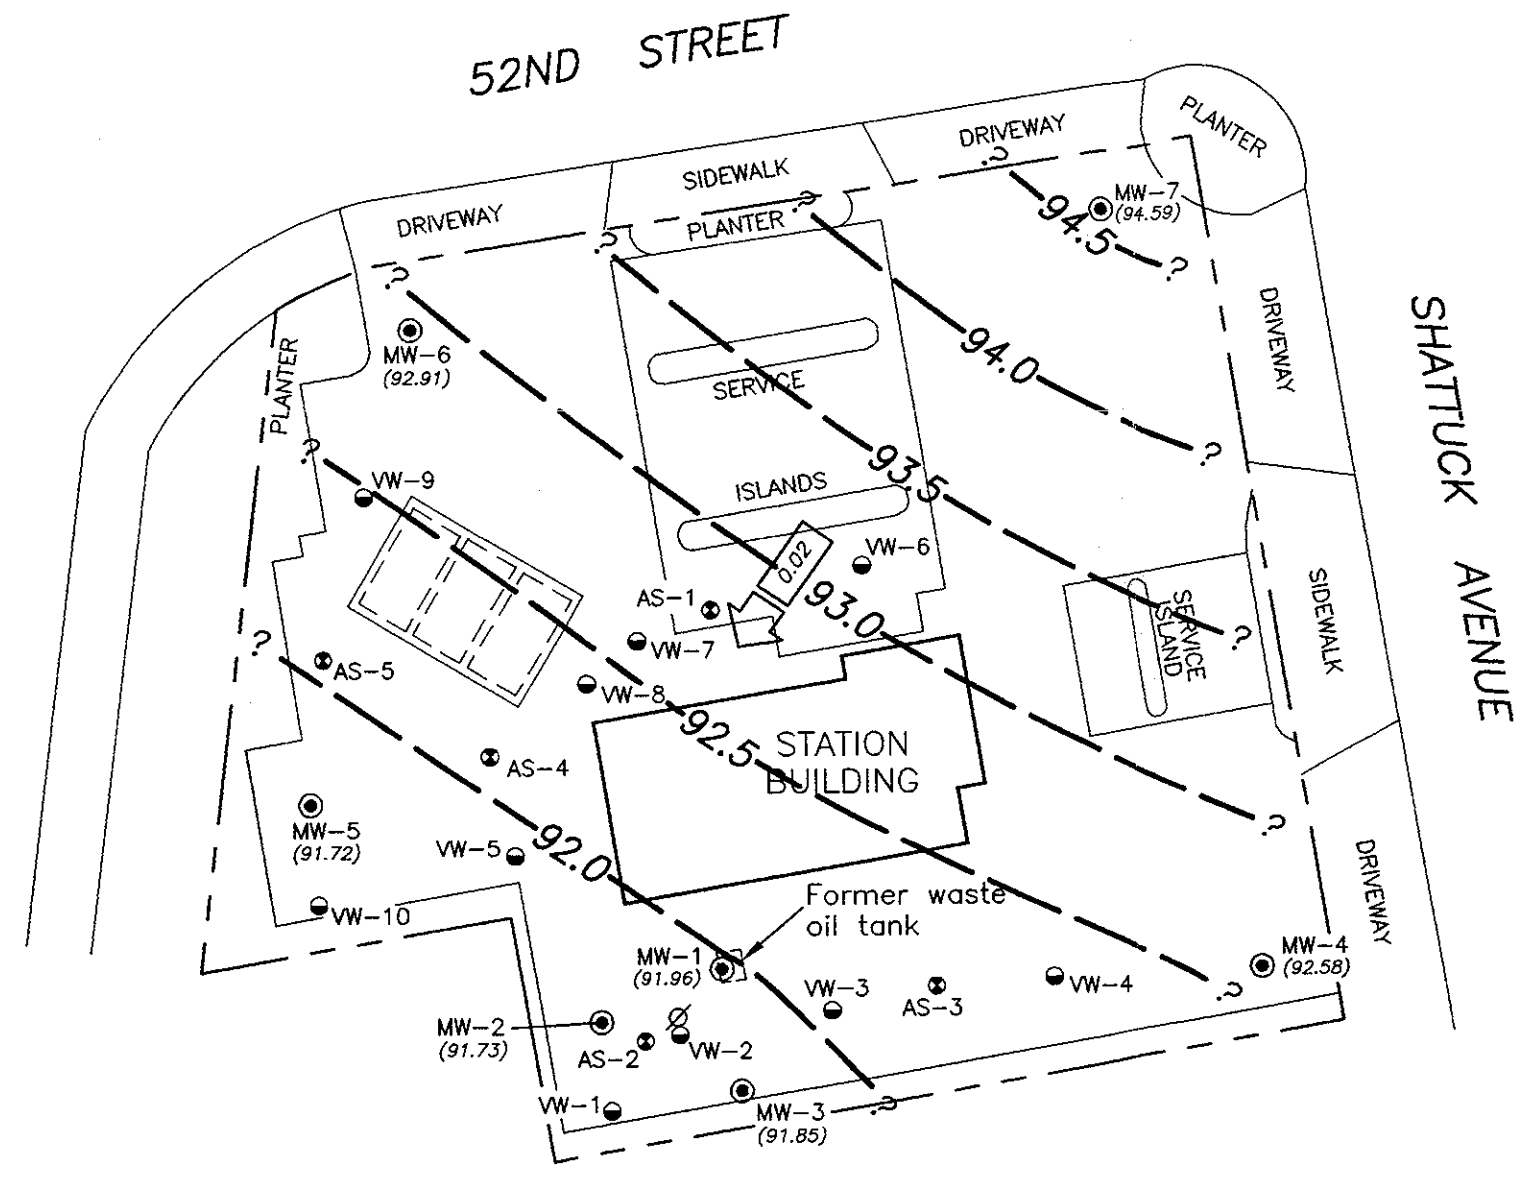 52ND STREET
PLANTER
DRIVEWAY
SIDEWALK
?
MW-7
(94.59)
?
DRIVEWAY
PLANTER
94.5
?
?
?
?
DRIVEWAY
SHATTUCK AVENUE
MW-6
(92.91)
PLANTER
94.0
SERVICE
?
?
93.5
VW-9
ISLANDS
VW-6
0.02
AS-1
93.0
SERVICE
ISLAND
SIDEWALK
?
?
VW-7
AS-5
VW-8
92.5
STATION
BUILDING
AS-4
?
MW-5
(91.72)
VW-5
92.0
DRIVEWAY
Former waste
oil tank
VW-10
MW-1
(91.96)
MW-4
(92.58)
VW-3
AS-3
VW-4
?
MW-2
(91.73)
AS-2
VW-2
VW-1
MW-3
(91.85)
?